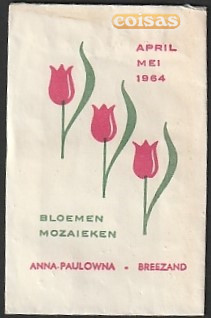 coisas
APRIL
MEI
1964
BLOEMEN
MOZAIEKEN
ANNA-PAULOWNA - BREEZAND